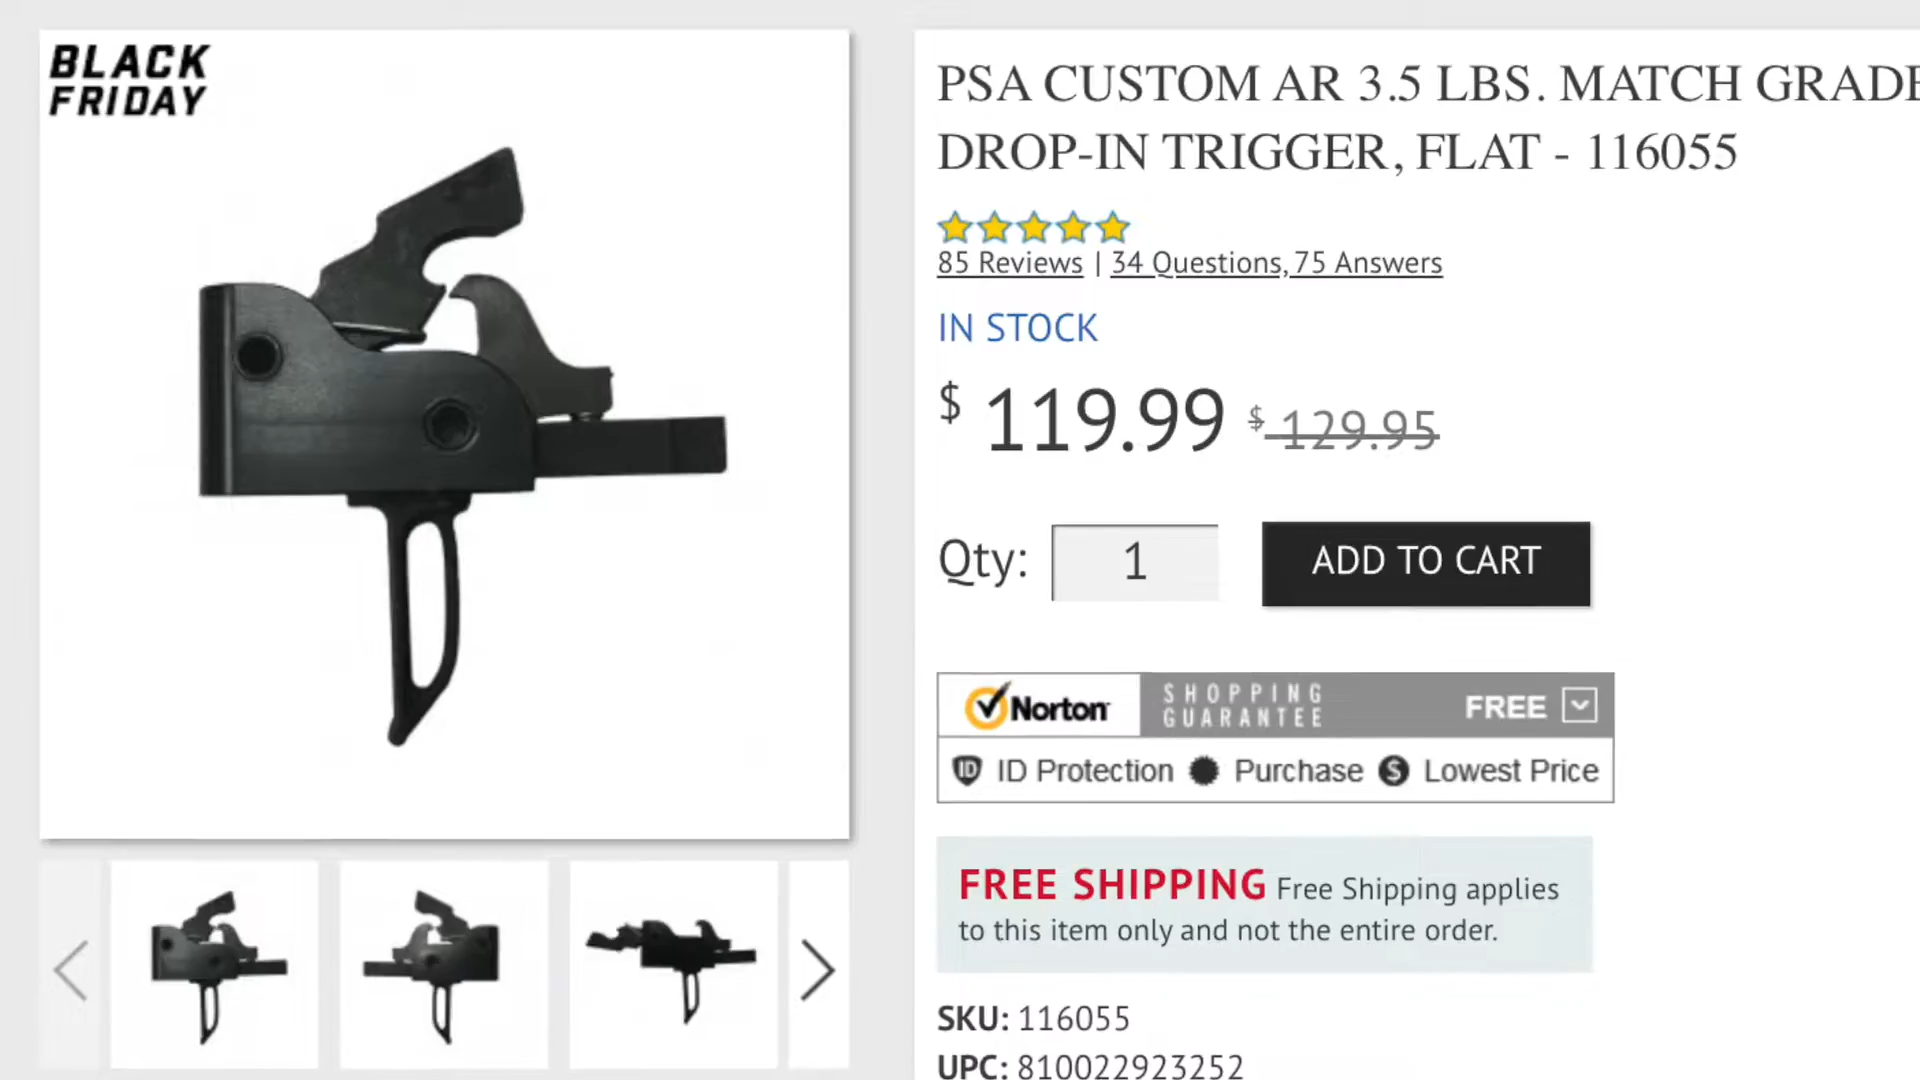 BLACK
FRIDAY
PSA CUSTOM AR 3.5 LBS. MATCH GRADE
DROP-IN TRIGGER, FLAT - 116055
85 Reviews | 34 Questions, 75 Answers
IN STOCK
$ 119.99 $ 129.95
Qty: 1 ADD TO CART
Norton SHOPPING GUARANTEE FREE
ID ID Protection Purchase $ Lowest Price
FREE SHIPPING Free Shipping applies
to this item only and not the entire order.
SKU: 116055
UPC: 810022923252